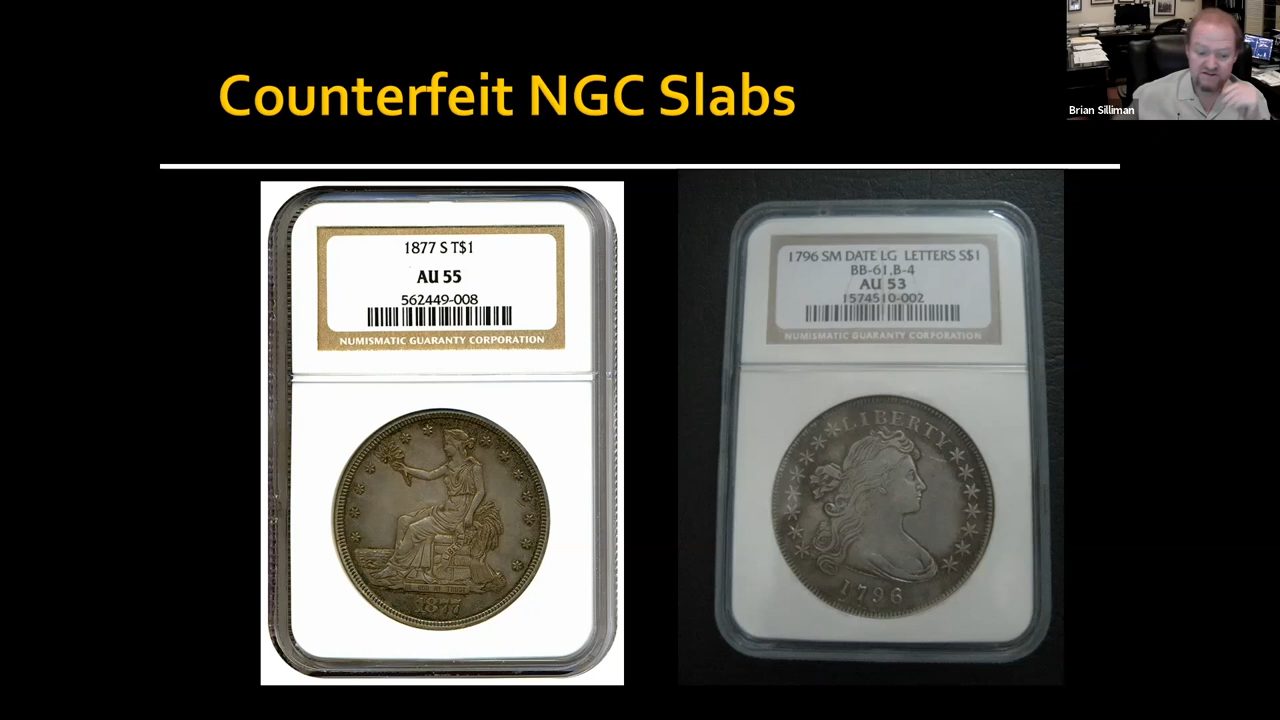 Counterfeit NGC Slabs
Brian Silliman
1877 S T$1
AU 55
562449-008
NUMISMATIC GUARANTY CORPORATION
1877
1796 SM DATE LG LETTERS S$1
BB-61,B-4
AU 53
1574510-002
NUMISMATIC GUARANTY CORPORATION
LIBERTY
1796